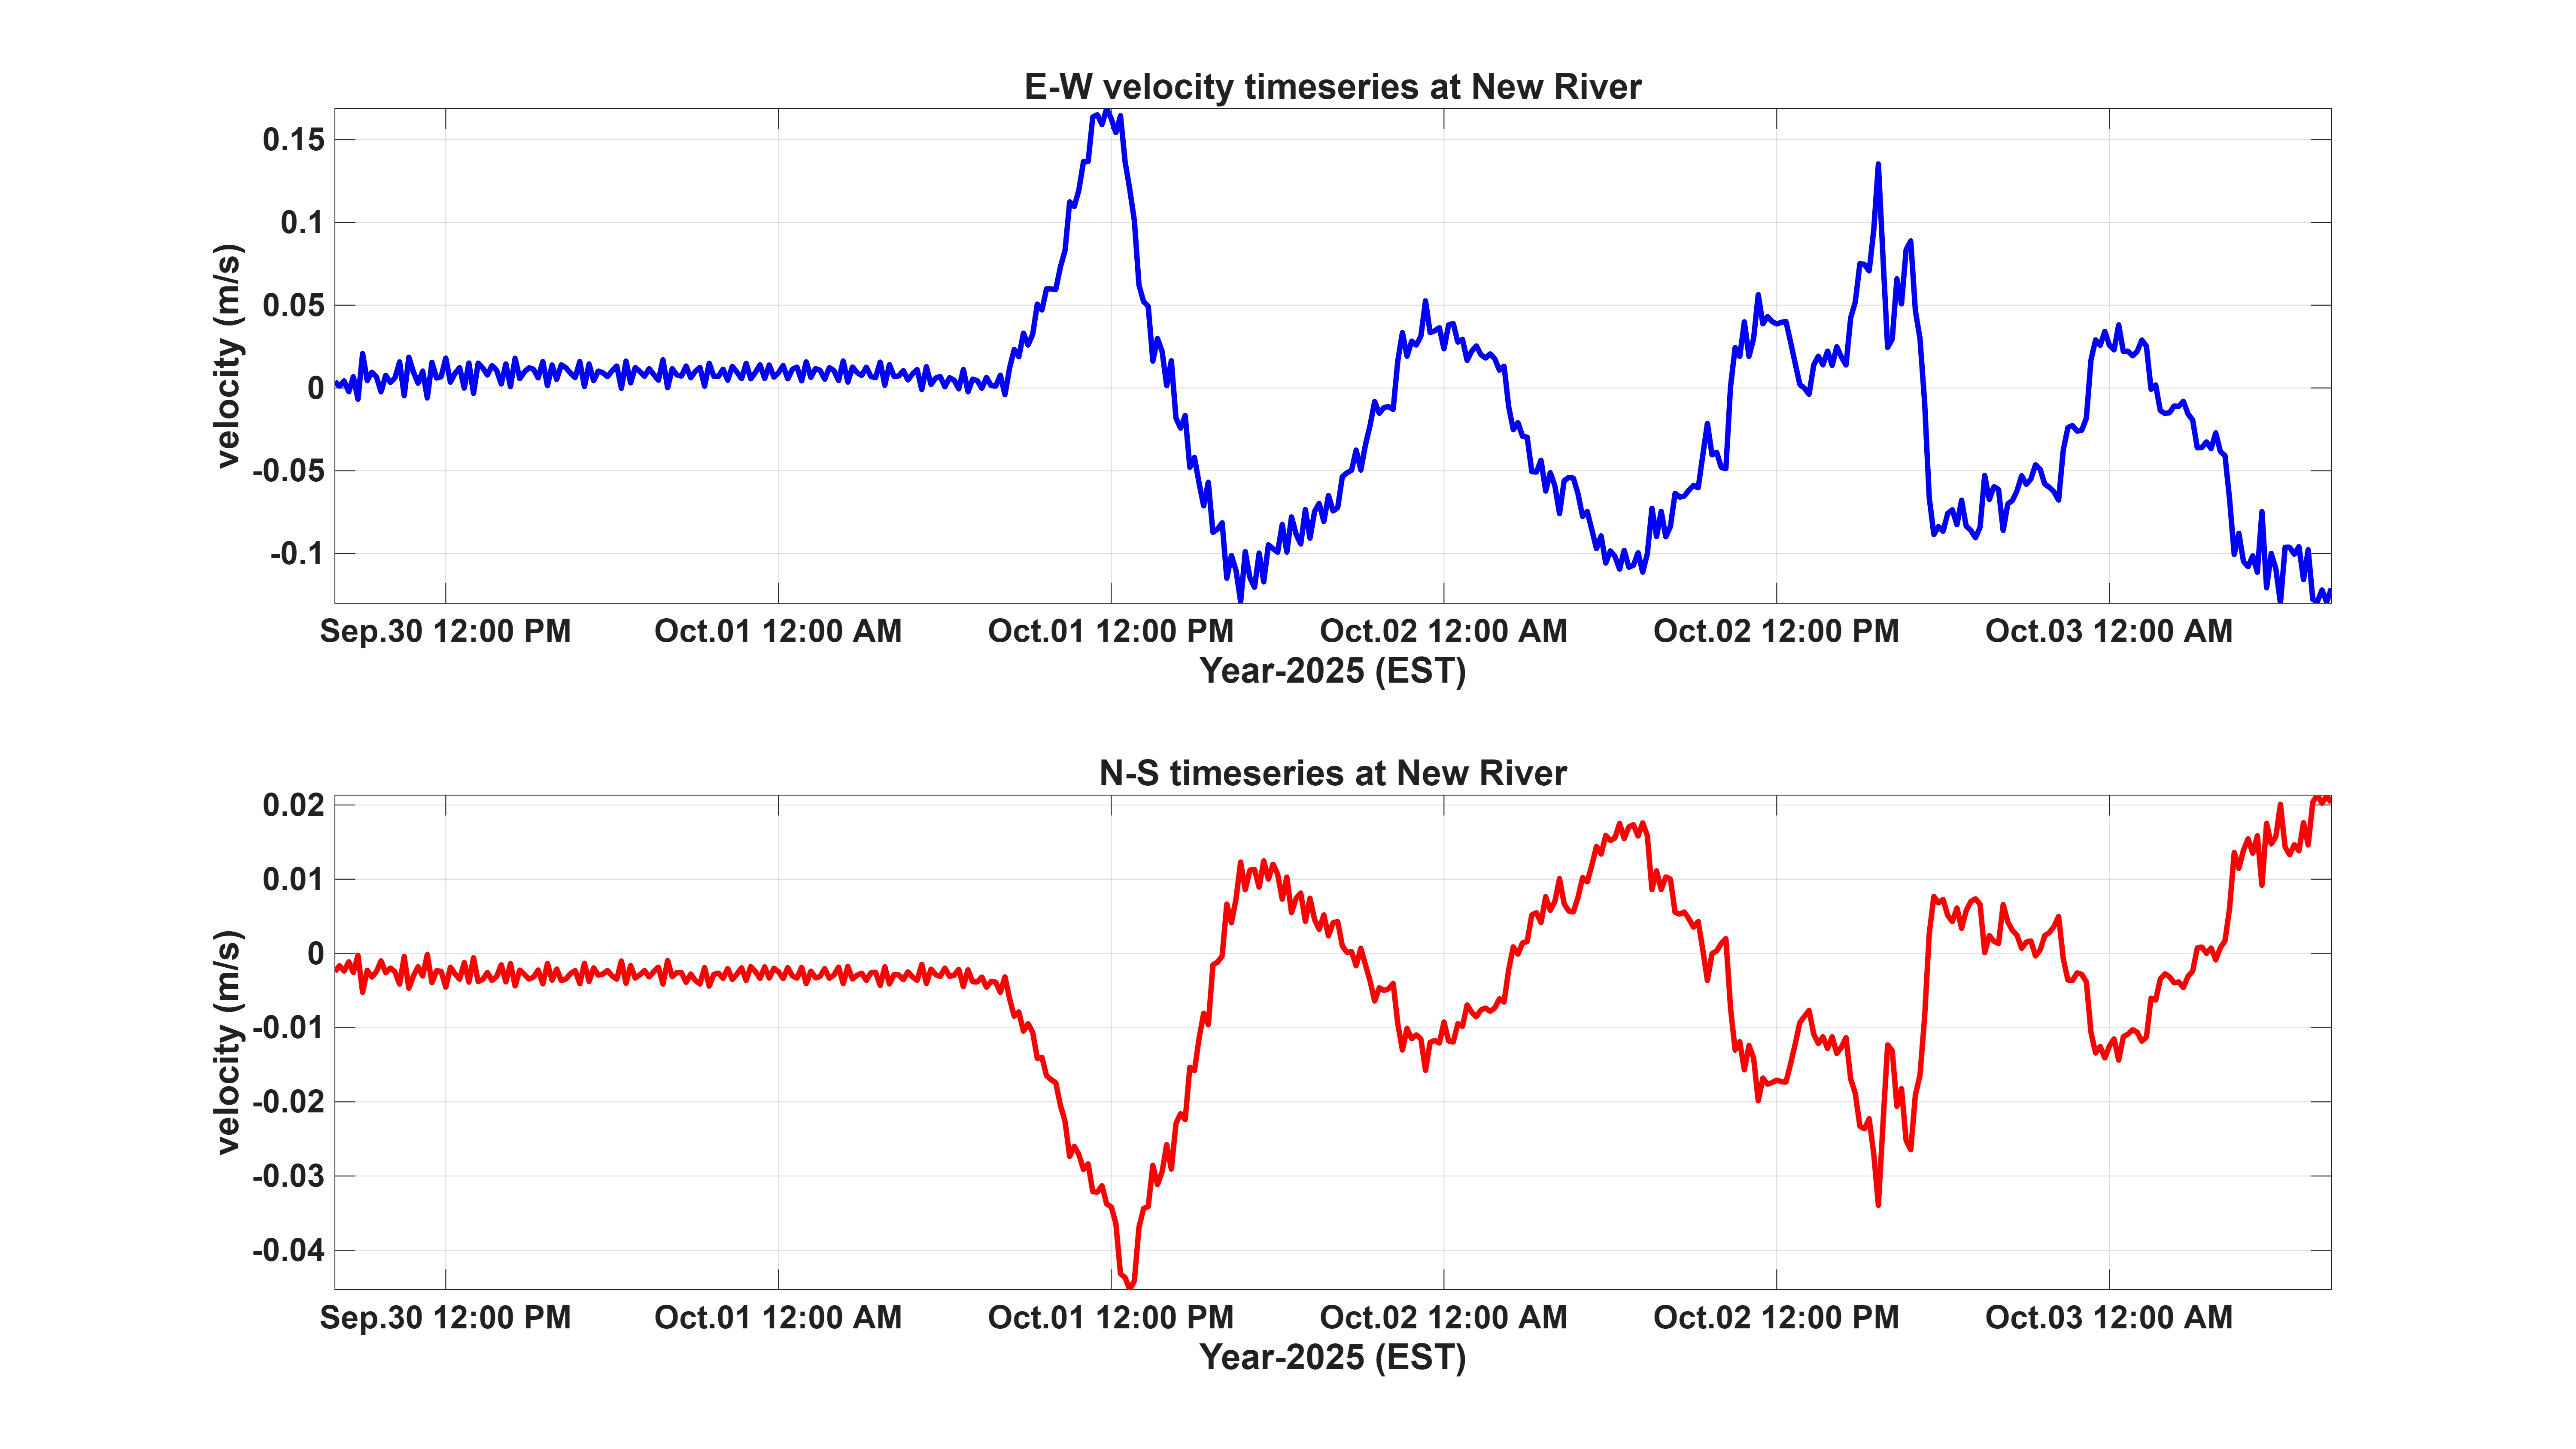 E-W velocity timeseries at New River
velocity (m/s)
0.15
0.1
0.05
0
-0.05
-0.1
Sep.30 12:00 PM Oct.01 12:00 AM Oct.01 12:00 PM Oct.02 12:00 AM Oct.02 12:00 PM Oct.03 12:00 AM
Year-2025 (EST)
N-S timeseries at New River
velocity (m/s)
0.02
0.01
0
-0.01
-0.02
-0.03
-0.04
Sep.30 12:00 PM Oct.01 12:00 AM Oct.01 12:00 PM Oct.02 12:00 AM Oct.02 12:00 PM Oct.03 12:00 AM
Year-2025 (EST)